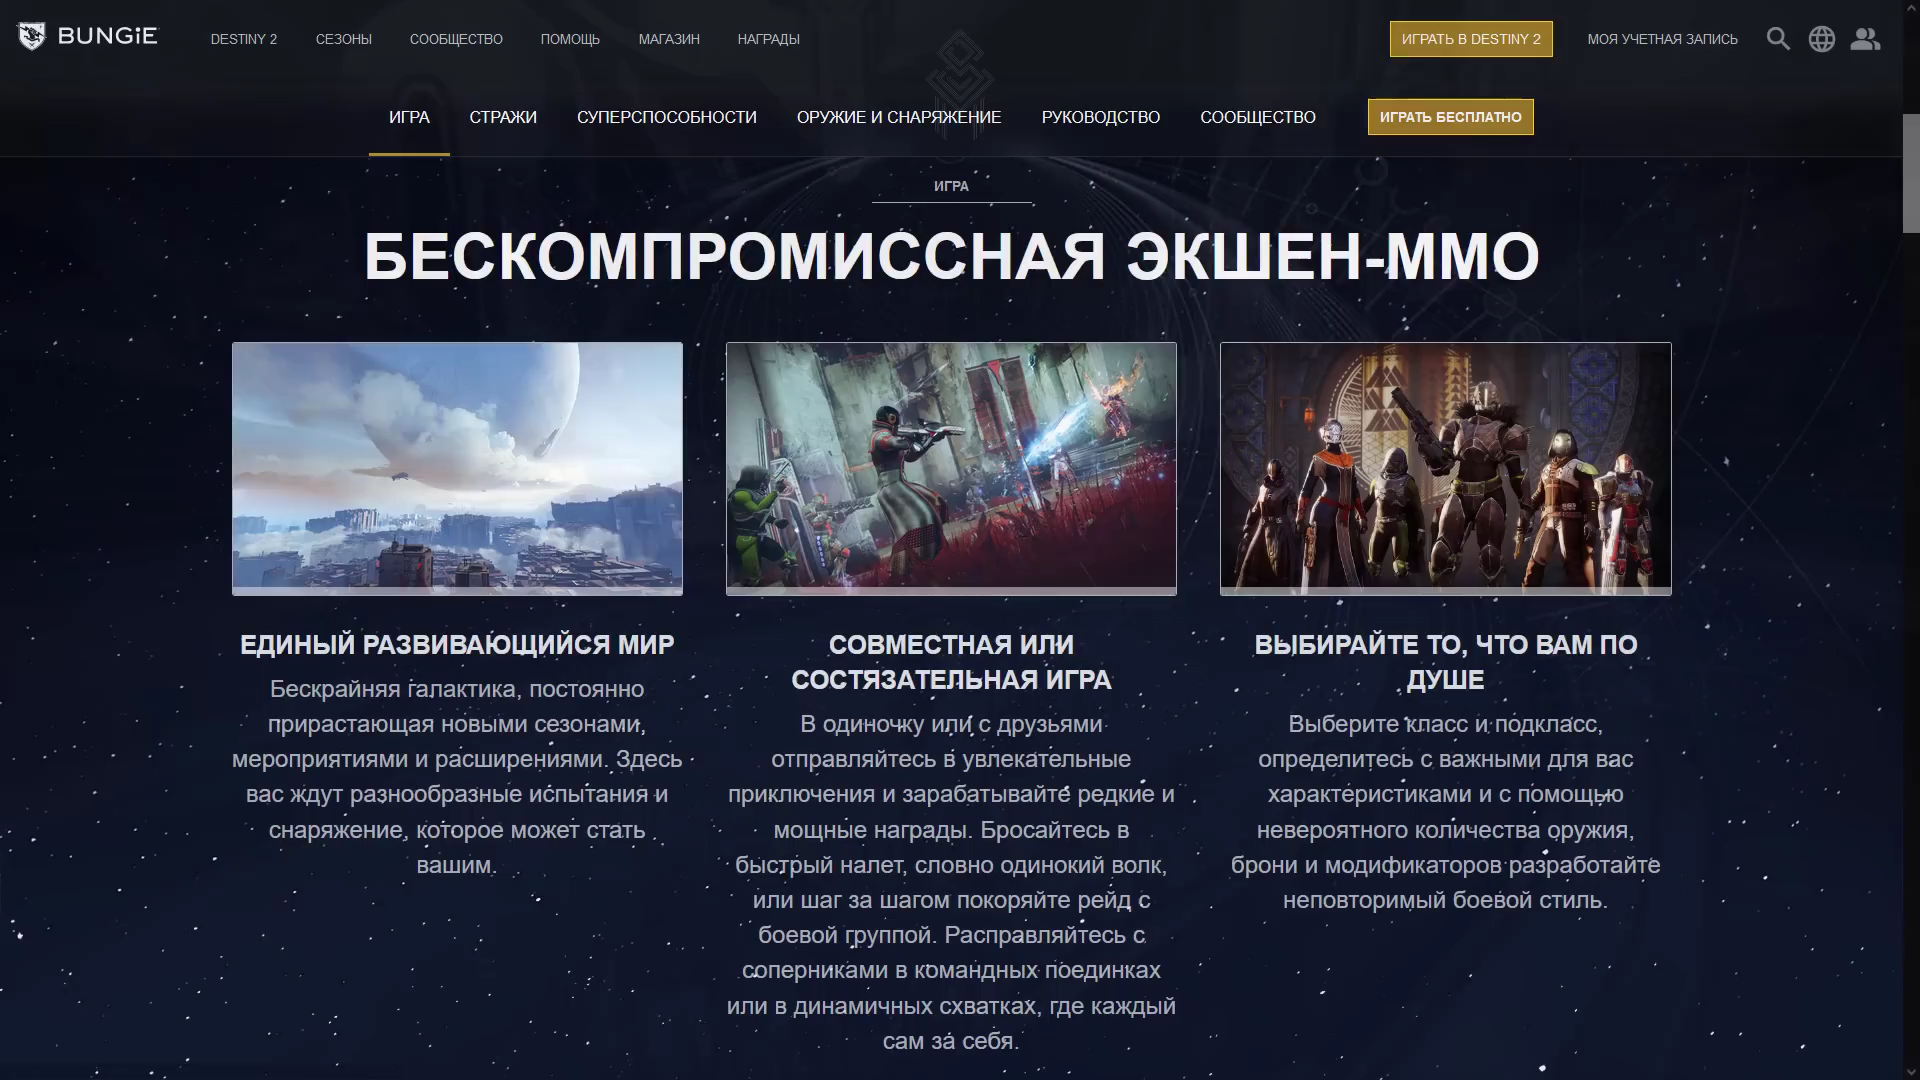 BUNGiE
DESTINY 2 СЕЗОНЫ СООБЩЕСТВО ПОМОЩЬ МАГАЗИН НАГРАДЫ
ИГРАТЬ В DESTINY 2 МОЯ УЧЕТНАЯ ЗАПИСЬ
ИГРА СТРАЖИ СУПЕРСПОСОБНОСТИ ОРУЖИЕ И СНАРЯЖЕНИЕ РУКОВОДСТВО СООБЩЕСТВО ИГРАТЬ БЕСПЛАТНО
ИГРА
БЕСКОМПРОМИССНАЯ ЭКШЕН-ММО
ЕДИНЫЙ РАЗВИВАЮЩИЙСЯ МИР
Бескрайняя галактика, постоянно
прирастающая новыми сезонами,
мероприятиями и расширениями. Здесь
вас ждут разнообразные испытания и
снаряжение, которое может стать
вашим.
СОВМЕСТНАЯ ИЛИ
СОСТЯЗАТЕЛЬНАЯ ИГРА
В одиночку или с друзьями
отправляйтесь в увлекательные
приключения и зарабатывайте редкие и
мощные награды. Бросайтесь в
быстрый налет, словно одинокий волк,
или шаг за шагом покоряйте рейд с
боевой группой. Расправляйтесь с
соперниками в командных поединках
или в динамичных схватках, где каждый
сам за себя.
ВЫБИРАЙТЕ ТО, ЧТО ВАМ ПО
ДУШЕ
Выберите класс и подкласс,
определитесь с важными для вас
характеристиками и с помощью
невероятного количества оружия,
брони и модификаторов разработайте
неповторимый боевой стиль.